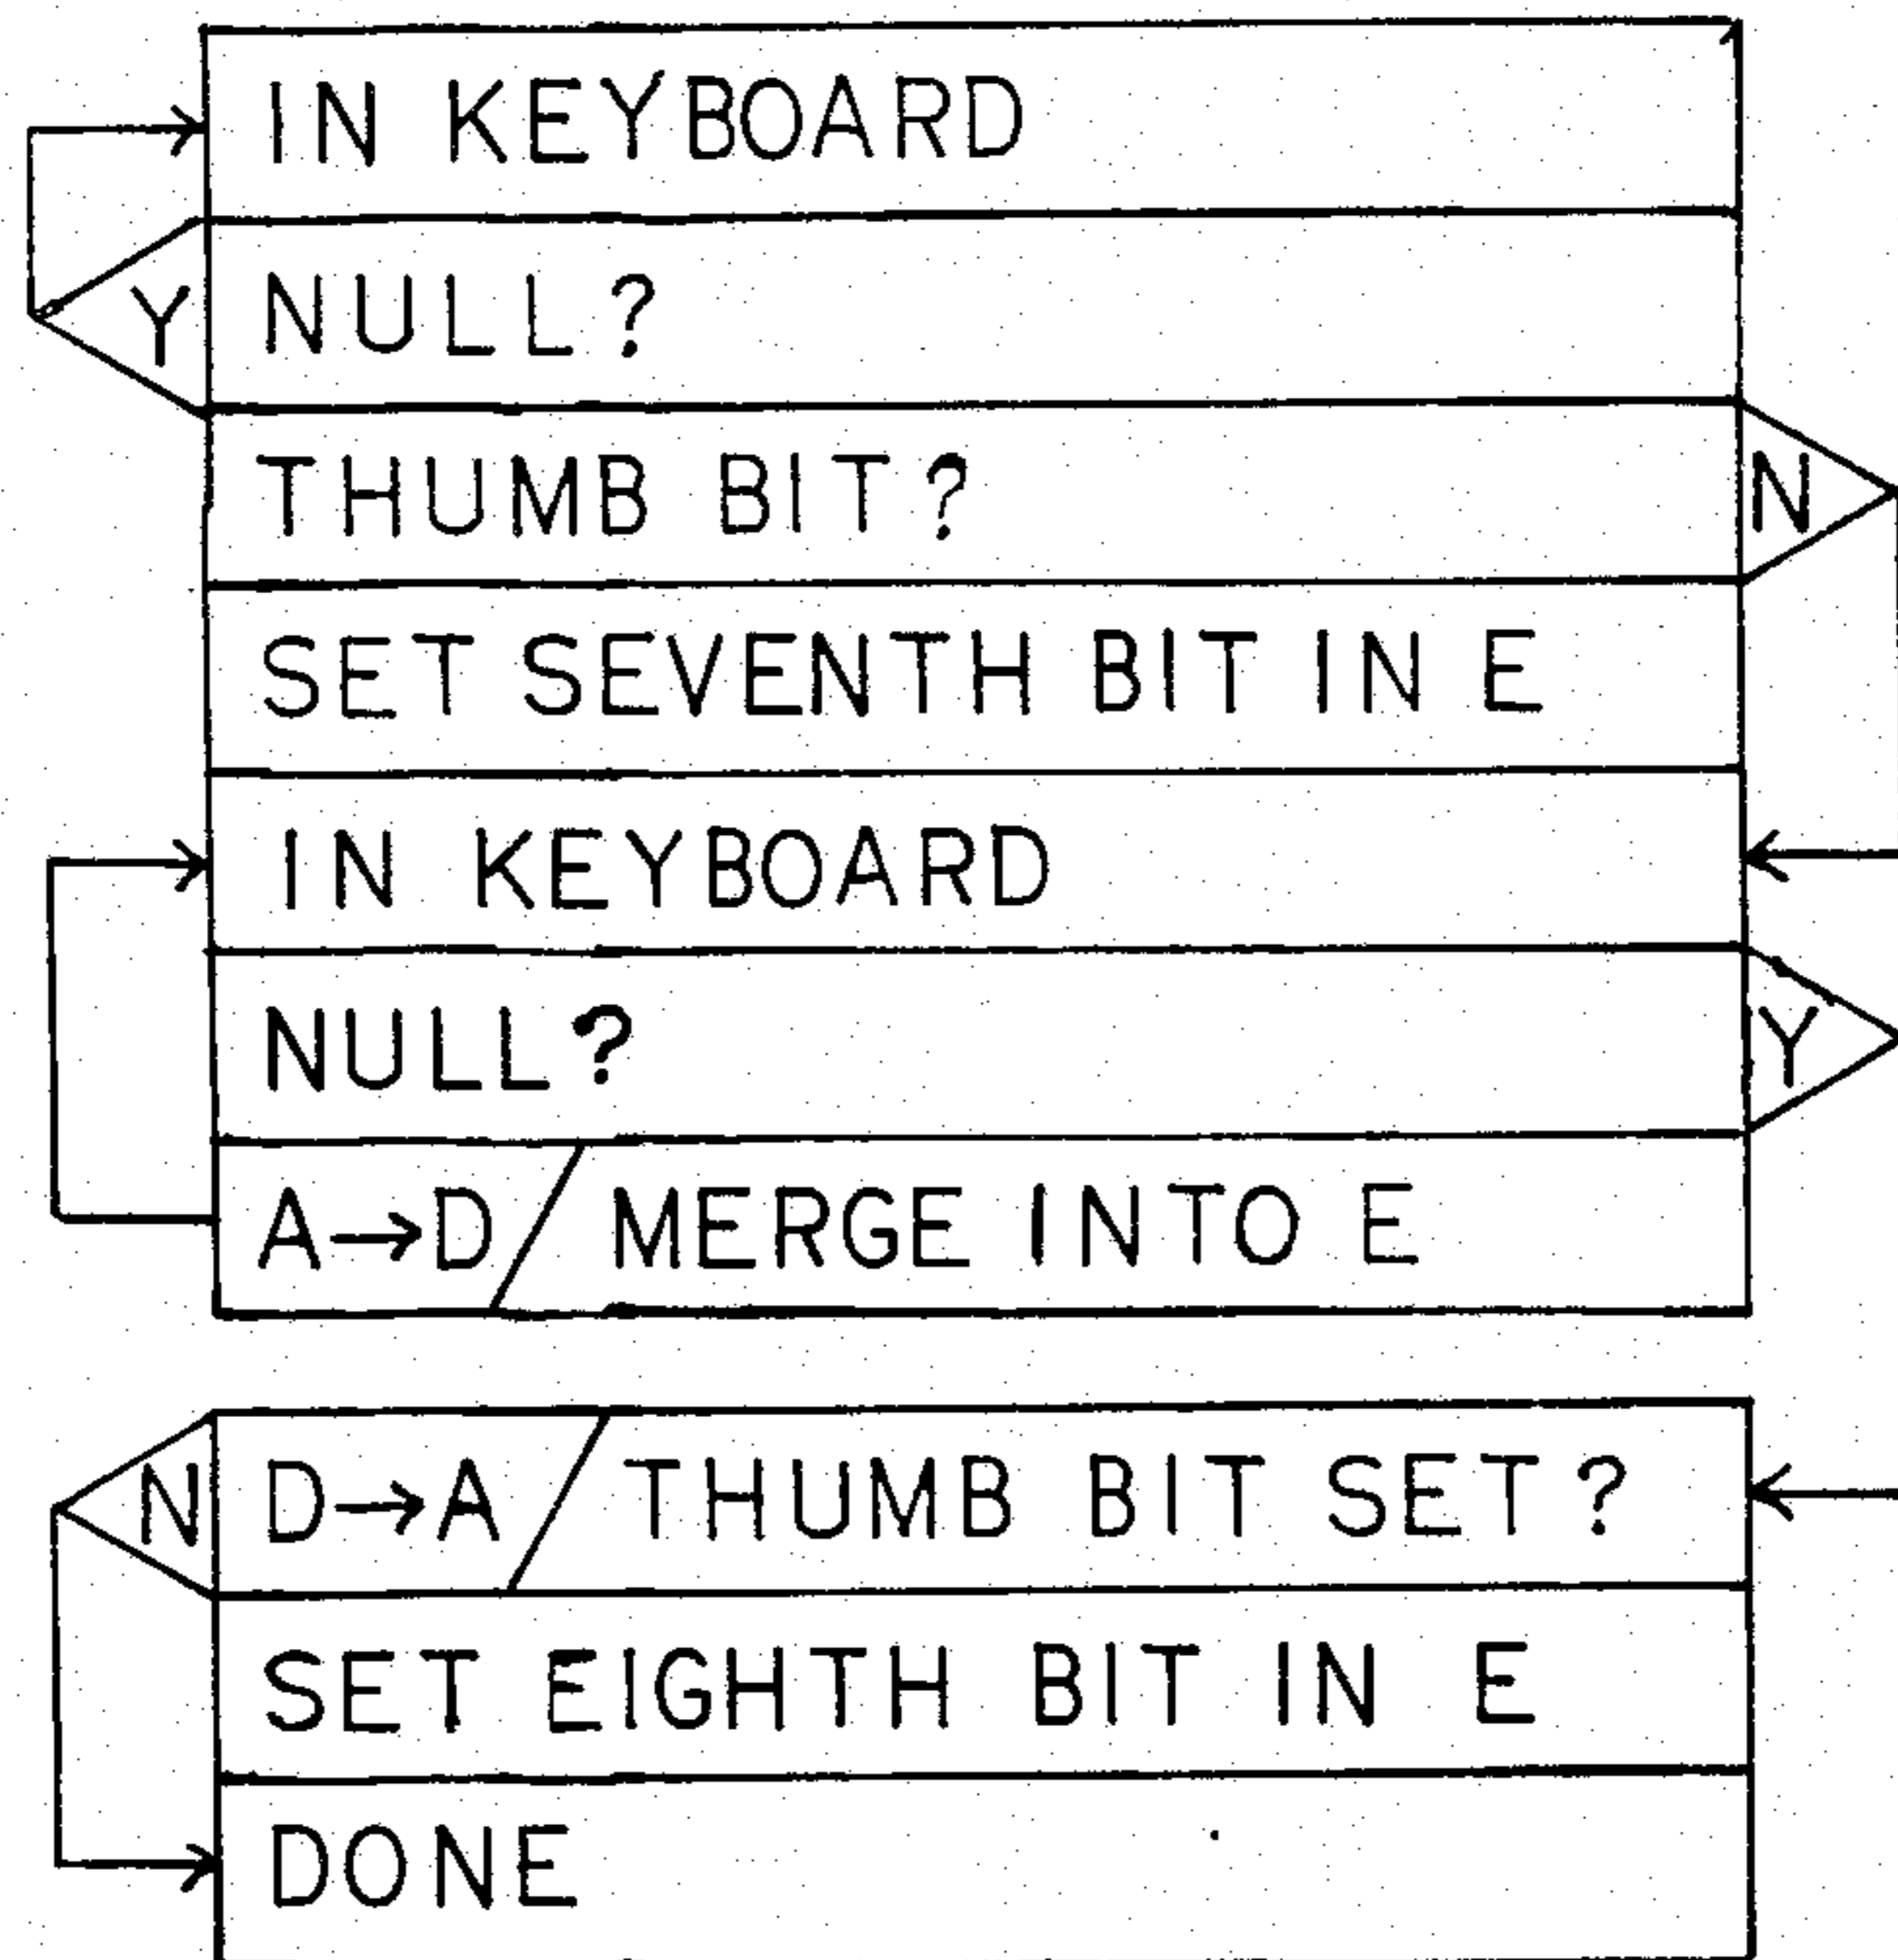 IN KEYBOARD
Y NULL?
THUMB BIT? N
SET SEVENTH BIT IN E
IN KEYBOARD
NULL? Y
A→D / MERGE INTO E
N D→A / THUMB BIT SET?
SET EIGHTH BIT IN E
DONE